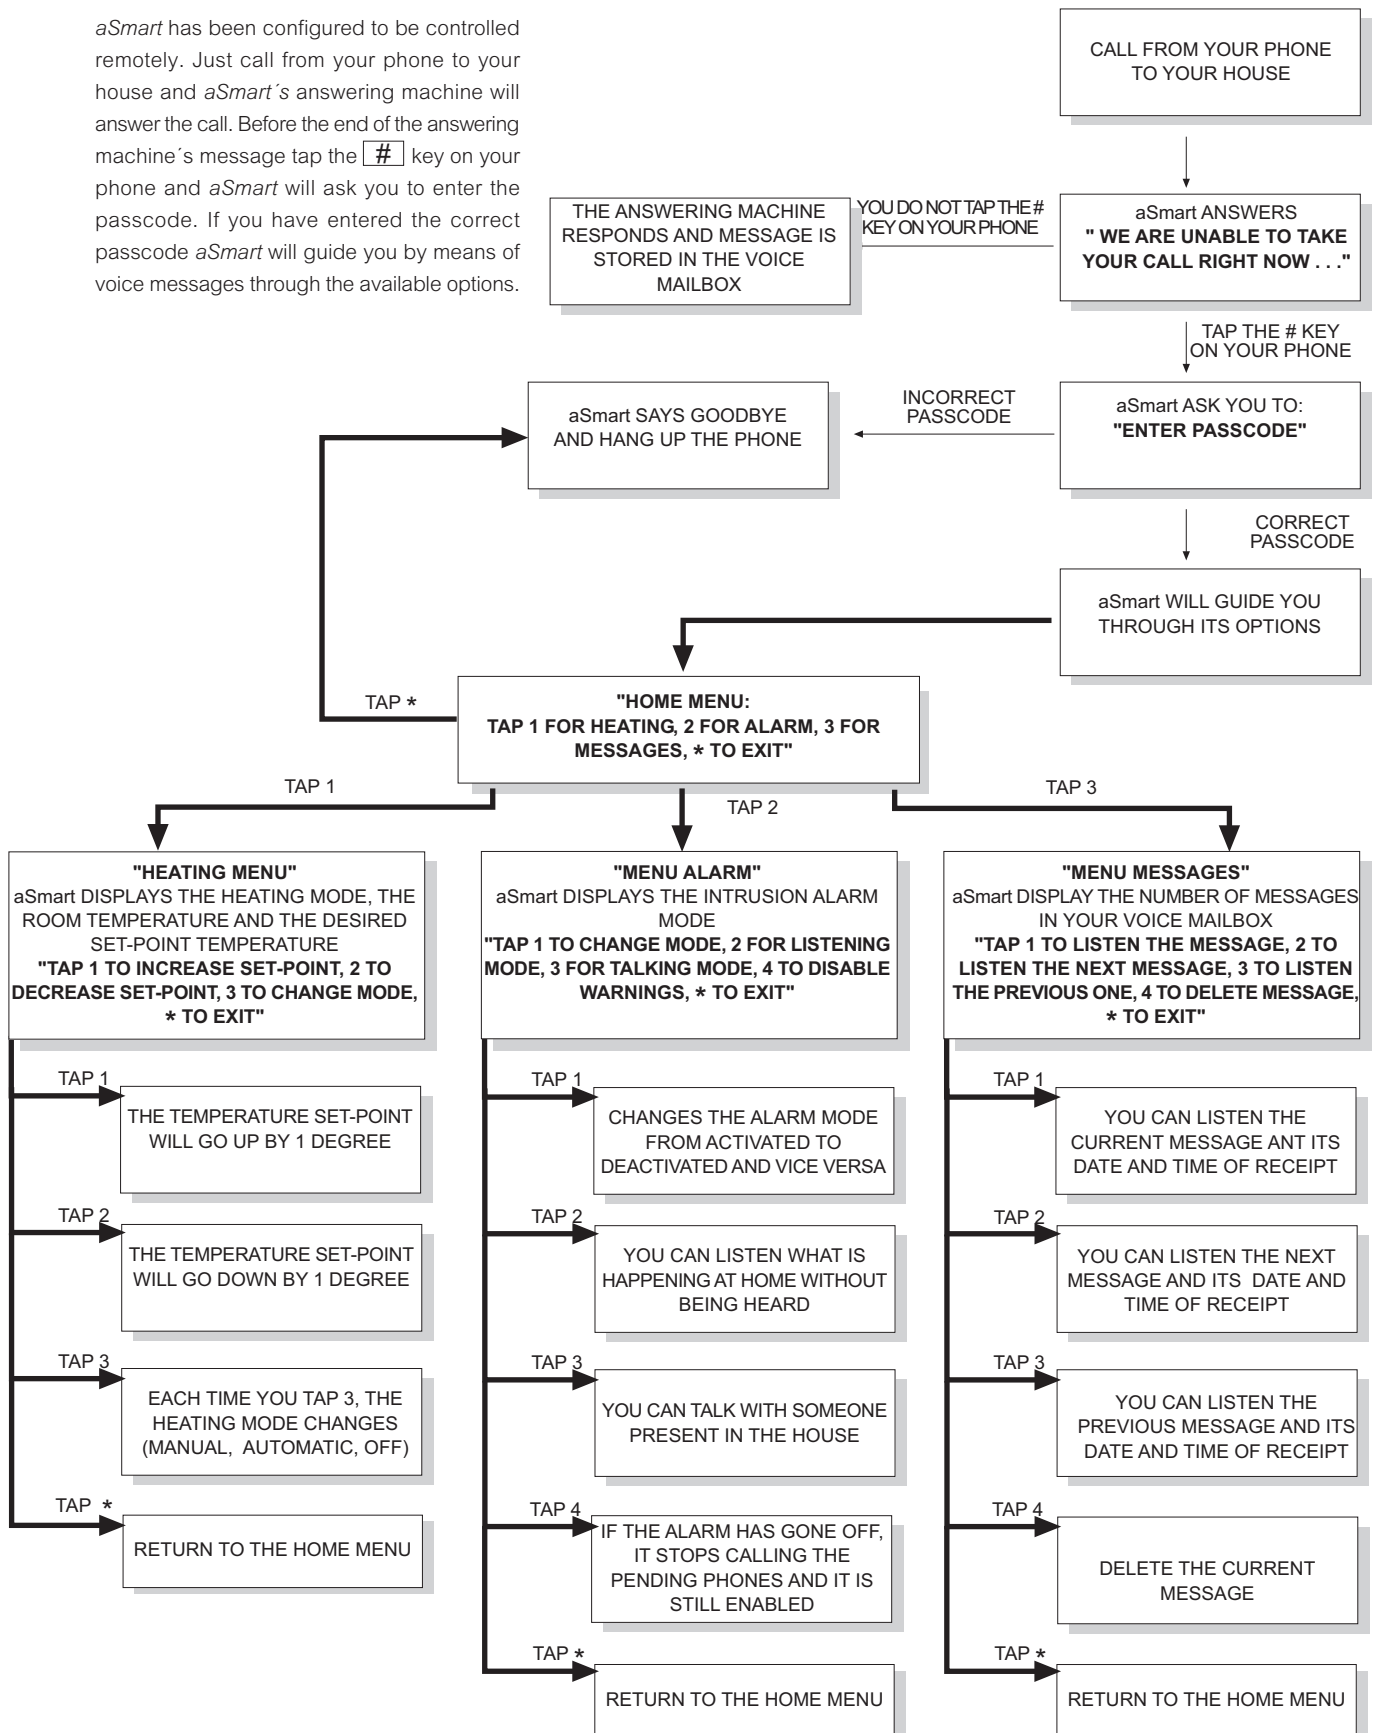 aSmart has been configured to be controlled
remotely. Just call from your phone to your
house and aSmart´s answering machine will
answer the call. Before the end of the answering
machine´s message tap the # key on your
phone and aSmart will ask you to enter the
passcode. If you have entered the correct
passcode aSmart will guide you by means of
voice messages through the available options.
CALL FROM YOUR PHONE
TO YOUR HOUSE
aSmart ANSWERS
" WE ARE UNABLE TO TAKE
YOUR CALL RIGHT NOW . . ."
YOU DO NOT TAP THE #
KEY ON YOUR PHONE
THE ANSWERING MACHINE
RESPONDS AND MESSAGE IS
STORED IN THE VOICE
MAILBOX
TAP THE # KEY
ON YOUR PHONE
aSmart ASK YOU TO:
"ENTER PASSCODE"
INCORRECT
PASSCODE
aSmart SAYS GOODBYE
AND HANG UP THE PHONE
CORRECT
PASSCODE
aSmart WILL GUIDE YOU
THROUGH ITS OPTIONS
TAP *
"HOME MENU:
TAP 1 FOR HEATING, 2 FOR ALARM, 3 FOR
MESSAGES, * TO EXIT"
TAP 1
TAP 2
TAP 3
"HEATING MENU"
aSmart DISPLAYS THE HEATING MODE, THE
ROOM TEMPERATURE AND THE DESIRED
SET-POINT TEMPERATURE
"TAP 1 TO INCREASE SET-POINT, 2 TO
DECREASE SET-POINT, 3 TO CHANGE MODE,
* TO EXIT"
TAP 1
THE TEMPERATURE SET-POINT
WILL GO UP BY 1 DEGREE
TAP 2
THE TEMPERATURE SET-POINT
WILL GO DOWN BY 1 DEGREE
TAP 3
EACH TIME YOU TAP 3, THE
HEATING MODE CHANGES
(MANUAL, AUTOMATIC, OFF)
TAP *
RETURN TO THE HOME MENU
"MENU ALARM"
aSmart DISPLAYS THE INTRUSION ALARM
MODE
"TAP 1 TO CHANGE MODE, 2 FOR LISTENING
MODE, 3 FOR TALKING MODE, 4 TO DISABLE
WARNINGS, * TO EXIT"
TAP 1
CHANGES THE ALARM MODE
FROM ACTIVATED TO
DEACTIVATED AND VICE VERSA
TAP 2
YOU CAN LISTEN WHAT IS
HAPPENING AT HOME WITHOUT
BEING HEARD
TAP 3
YOU CAN TALK WITH SOMEONE
PRESENT IN THE HOUSE
TAP 4
IF THE ALARM HAS GONE OFF,
IT STOPS CALLING THE
PENDING PHONES AND IT IS
STILL ENABLED
TAP *
RETURN TO THE HOME MENU
"MENU MESSAGES"
aSmart DISPLAY THE NUMBER OF MESSAGES
IN YOUR VOICE MAILBOX
"TAP 1 TO LISTEN THE MESSAGE, 2 TO
LISTEN THE NEXT MESSAGE, 3 TO LISTEN
THE PREVIOUS ONE, 4 TO DELETE MESSAGE,
* TO EXIT"
TAP 1
YOU CAN LISTEN THE
CURRENT MESSAGE ANT ITS
DATE AND TIME OF RECEIPT
TAP 2
YOU CAN LISTEN THE NEXT
MESSAGE AND ITS DATE AND
TIME OF RECEIPT
TAP 3
YOU CAN LISTEN THE
PREVIOUS MESSAGE AND ITS
DATE AND TIME OF RECEIPT
TAP 4
DELETE THE CURRENT
MESSAGE
TAP *
RETURN TO THE HOME MENU